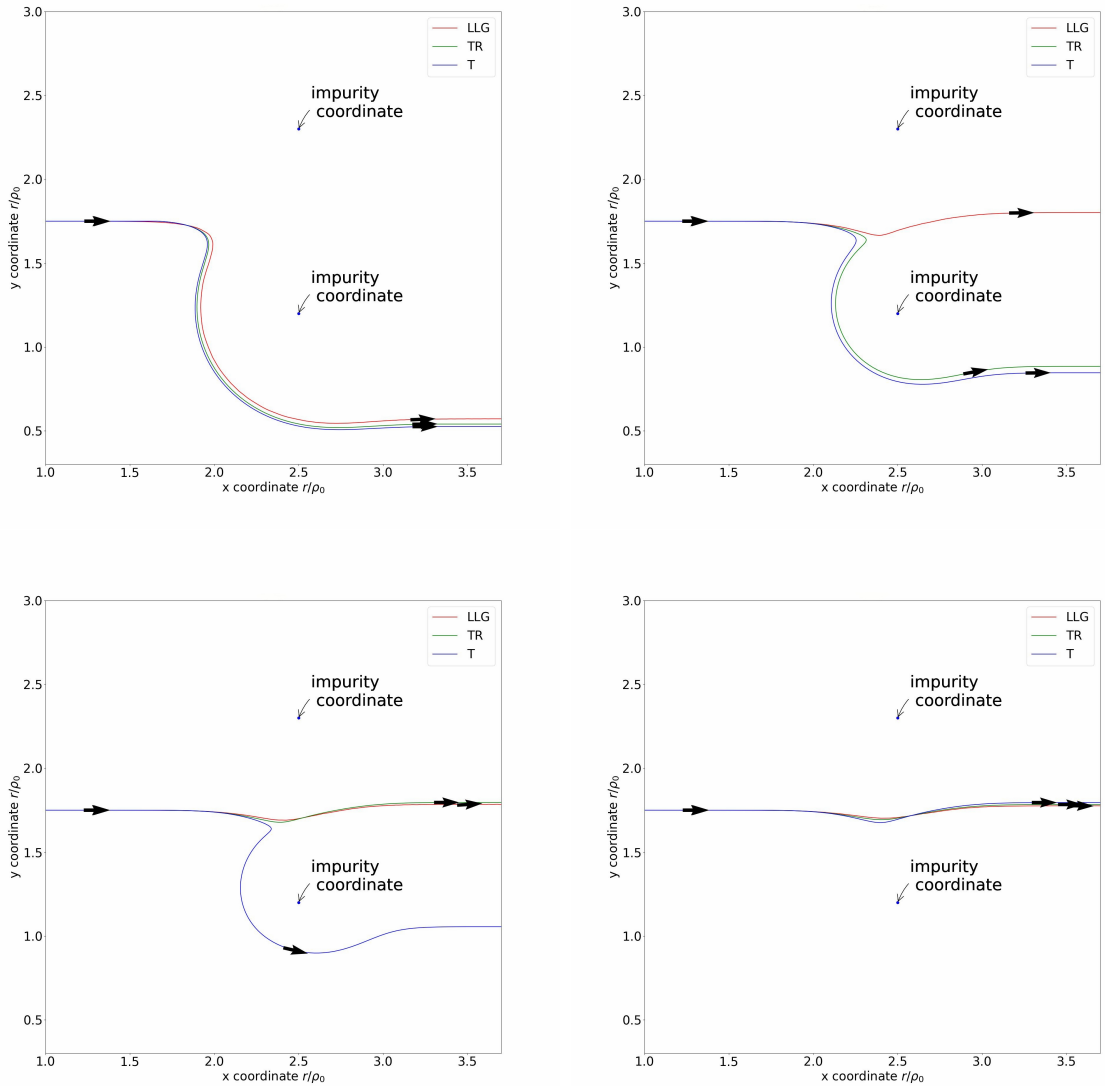 3.0
LLG
TR
T
2.5
impurity
coordinate
2.0
1.5
impurity
coordinate
1.0
0.5
y coordinate r/ρ₀
1.0 1.5 2.0 2.5 3.0 3.5
x coordinate r/ρ₀
3.0
LLG
TR
T
2.5
impurity
coordinate
2.0
1.5
impurity
coordinate
1.0
0.5
y coordinate r/ρ₀
1.0 1.5 2.0 2.5 3.0 3.5
x coordinate r/ρ₀
3.0
LLG
TR
T
2.5
impurity
coordinate
2.0
1.5
impurity
coordinate
1.0
0.5
y coordinate r/ρ₀
1.0 1.5 2.0 2.5 3.0 3.5
x coordinate r/ρ₀
3.0
LLG
TR
T
2.5
impurity
coordinate
2.0
1.5
impurity
coordinate
1.0
0.5
y coordinate r/ρ₀
1.0 1.5 2.0 2.5 3.0 3.5
x coordinate r/ρ₀